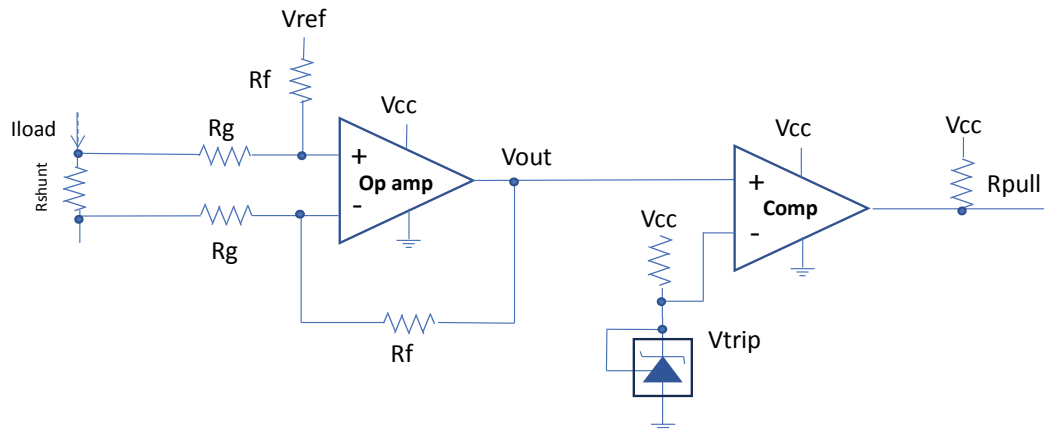 Vref
Rf
Iload
Rshunt
Rg
Rg
Vcc
+
Op amp
-
Vout
Rf
Vcc
+
Comp
-
Vcc
Rpull
Vcc
Vtrip